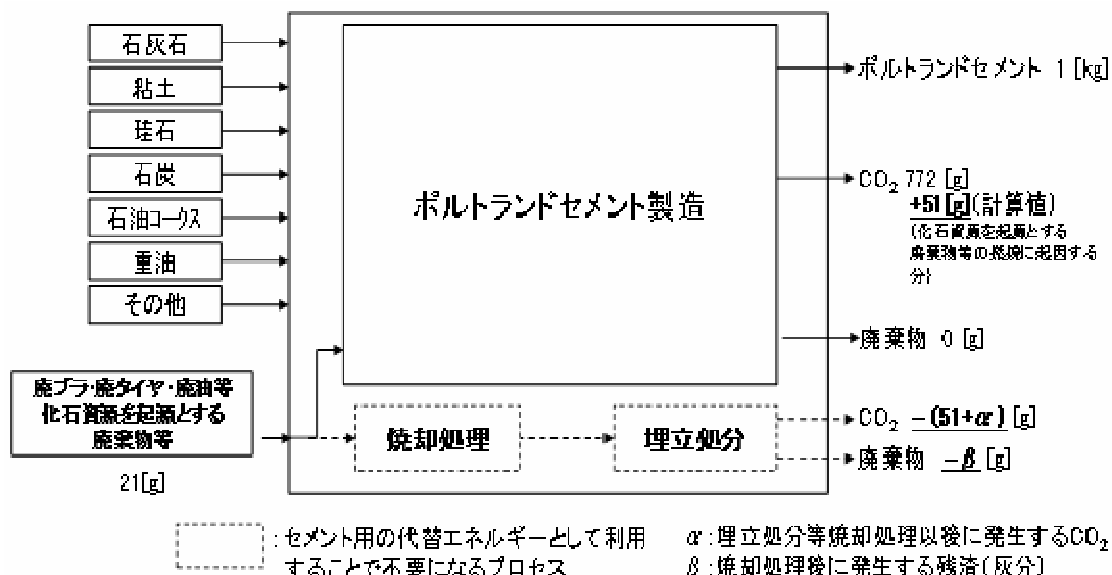 石灰石
粘土
珪石
石炭
石油コークス
重油
その他
廃プラ・廃タイヤ・廃油等
化石資源を起源とする
廃棄物等
21[g]
ポルトランドセメント製造
焼却処理
埋立処分
ポルトランドセメント 1 [kg]
CO₂ 772 [g]
+51 [g](計算値)
(化石資源を起源とする
廃棄物等の焼焼に起因する
分)
廃棄物 0 [g]
CO₂ -(51+α) [g]
廃棄物 -β [g]
:セメント用の代替エネルギーとして利用
することで不要になるプロセス
α:埋立処分等焼却処理以後に発生するCO₂
β:焼却処理後に発生する残渣(灰分)